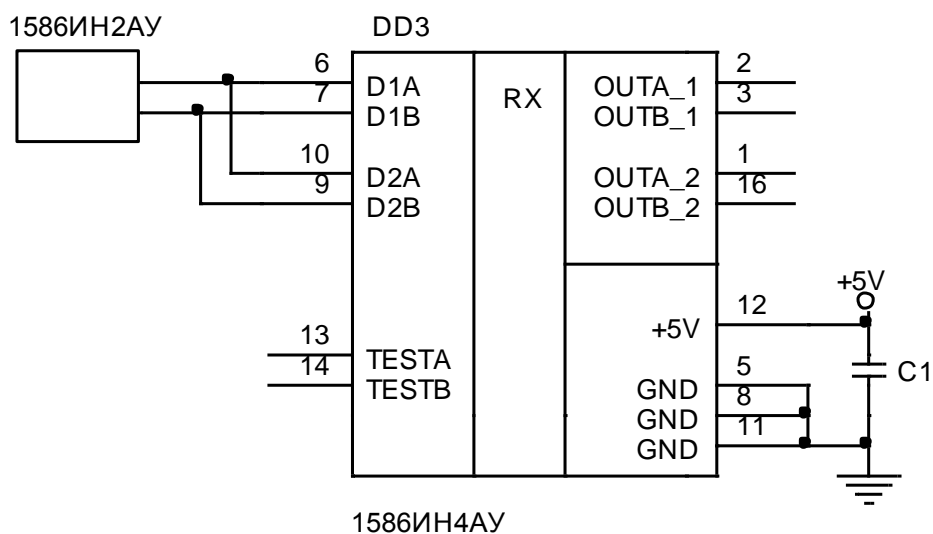 1586ИН2АУ
DD3
6
D1A
7
D1B
10
D2A
9
D2B
13
TESTA
14
TESTB
RX
2
OUTA_1
3
OUTB_1
1
OUTA_2
16
OUTB_2
+5V
12
+5V
5
GND
8
GND
11
GND
C1
1586ИН4АУ